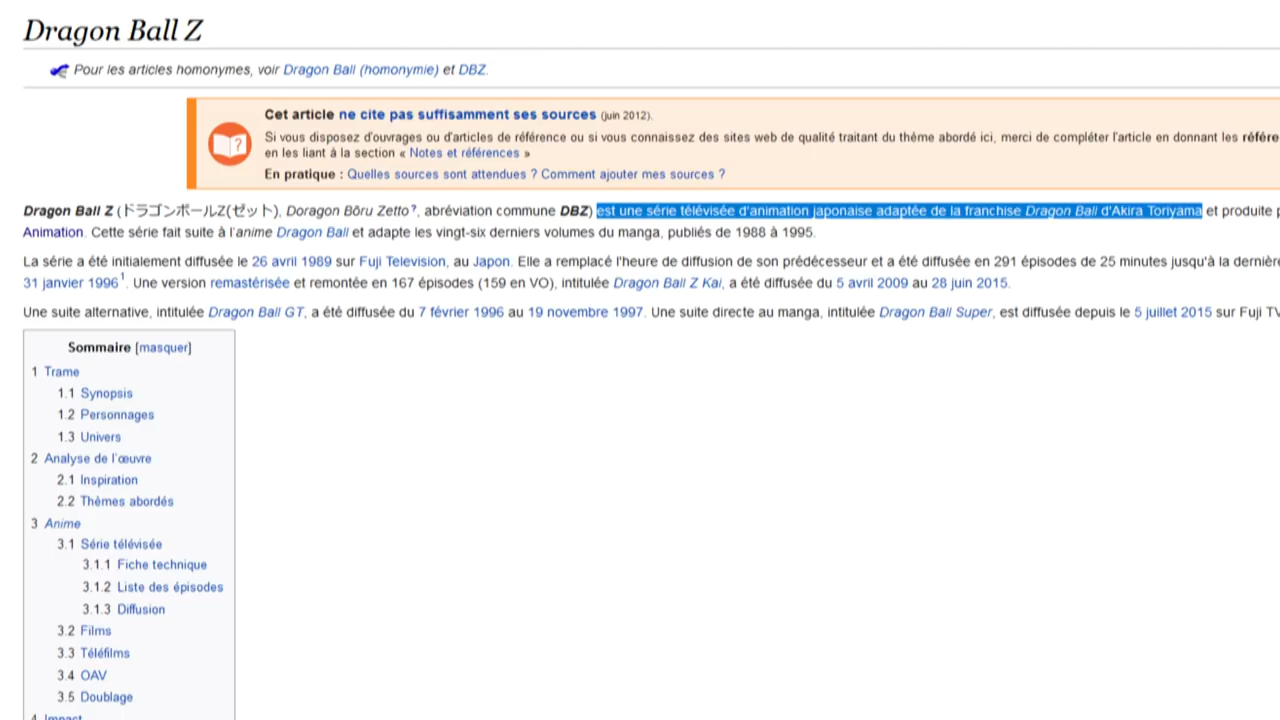 Dragon Ball Z
Pour les articles homonymes, voir Dragon Ball (homonymie) et DBZ.
Cet article ne cite pas suffisamment ses sources (juin 2012).
Si vous disposez d'ouvrages ou d'articles de référence ou si vous connaissez des sites web de qualité traitant du thème abordé ici, merci de compléter l'article en donnant les référe
en les liant à la section « Notes et références »
En pratique : Quelles sources sont attendues ? Comment ajouter mes sources ?
Dragon Ball Z (ドラゴンボールZ(ゼット), Doragon Bōru Zetto?, abréviation commune DBZ) est une série télévisée d'animation japonaise adaptée de la franchise Dragon Ball d'Akira Toriyama et produite p
Animation. Cette série fait suite à l'anime Dragon Ball et adapte les vingt-six derniers volumes du manga, publiés de 1988 à 1995.
La série a été initialement diffusée le 26 avril 1989 sur Fuji Television, au Japon. Elle a remplacé l'heure de diffusion de son prédécesseur et a été diffusée en 291 épisodes de 25 minutes jusqu'à la dernière
31 janvier 1996 1. Une version remastérisée et remontée en 167 épisodes (159 en VO), intitulée Dragon Ball Z Kai, a été diffusée du 5 avril 2009 au 28 juin 2015.
Une suite alternative, intitulée Dragon Ball GT, a été diffusée du 7 février 1996 au 19 novembre 1997. Une suite directe au manga, intitulée Dragon Ball Super, est diffusée depuis le 5 juillet 2015 sur Fuji TV
Sommaire [masquer]
1 Trame
1.1 Synopsis
1.2 Personnages
1.3 Univers
2 Analyse de l'œuvre
2.1 Inspiration
2.2 Thèmes abordés
3 Anime
3.1 Série télévisée
3.1.1 Fiche technique
3.1.2 Liste des épisodes
3.1.3 Diffusion
3.2 Films
3.3 Téléfilms
3.4 OAV
3.5 Doublage
4 Impact